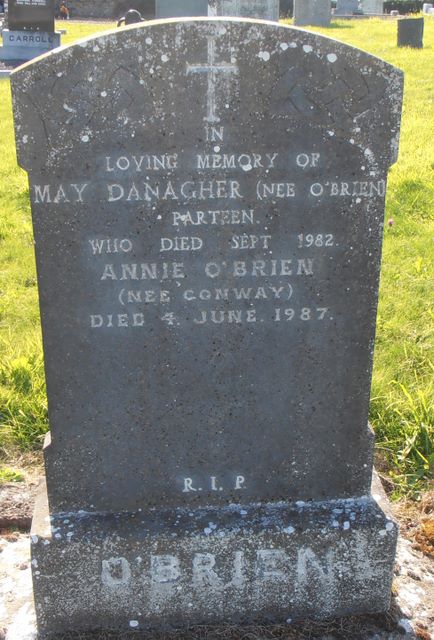 CARROLL
IN
LOVING MEMORY OF
MAY DANAGHER (NEE O'BRIEN)
PARTEEN.
WHO DIED SEPT 1982.
ANNIE O'BRIEN
(NEE CONWAY)
DIED 4. JUNE. 1987.
R.I.P
O'BRIEN